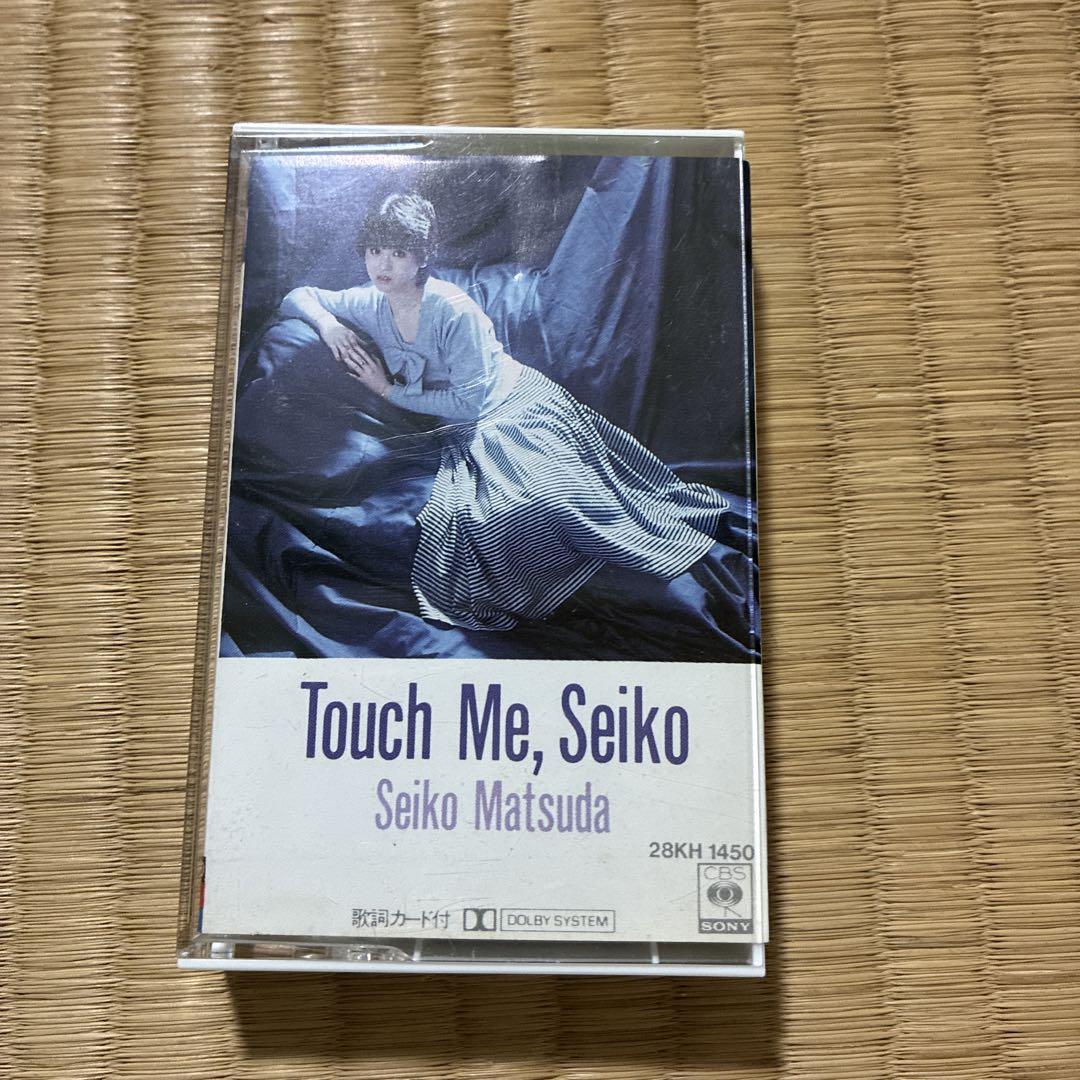 Touch Me, Seiko
Seiko Matsuda
28KH 1450
CBS
SONY
歌詞カード付 DOLBY SYSTEM